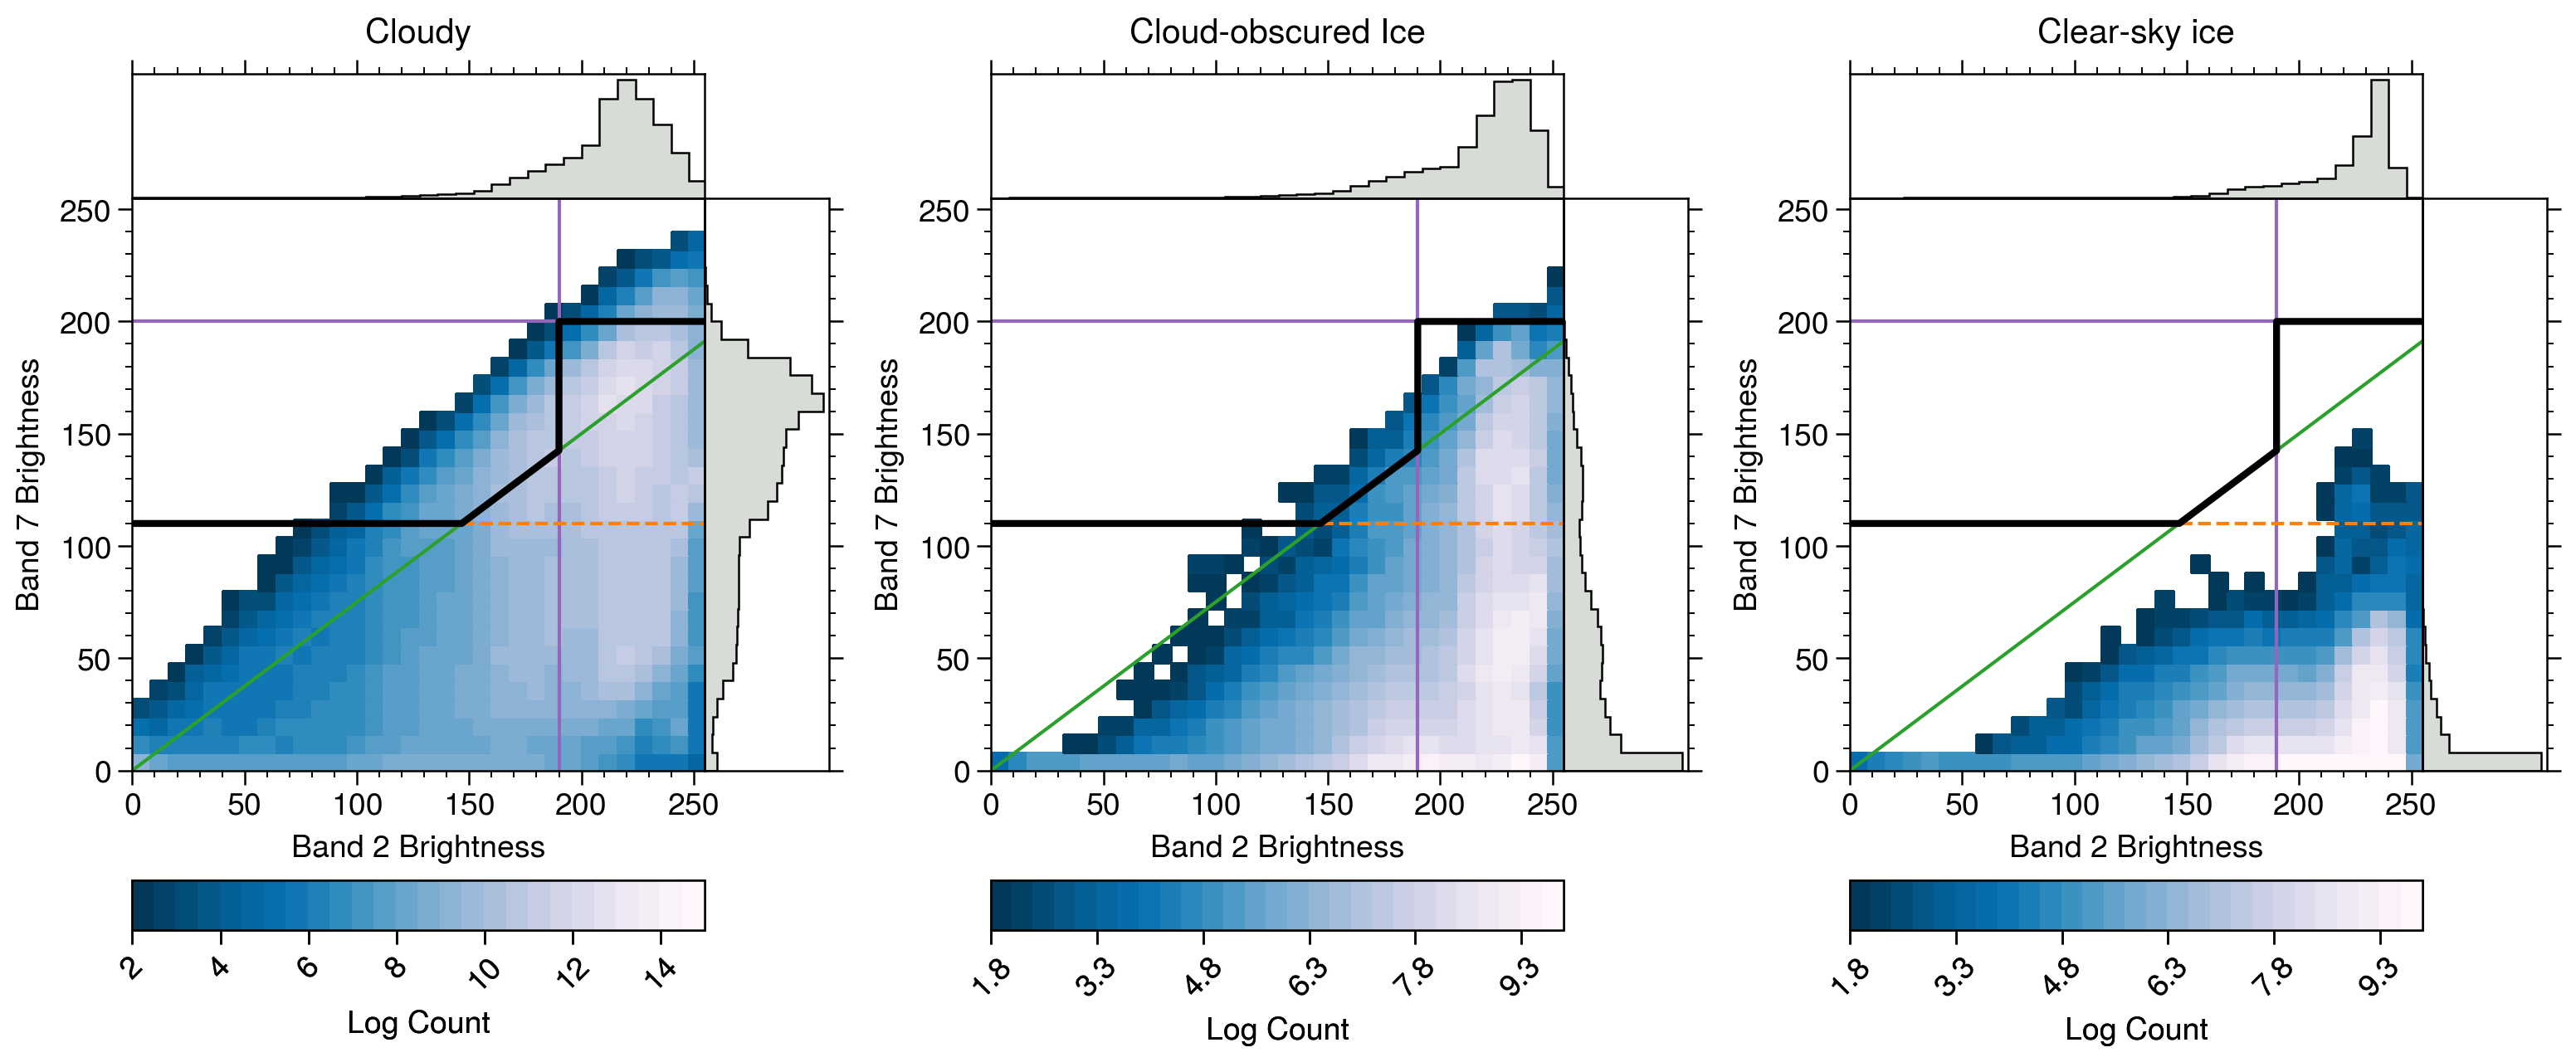 Cloudy
Cloud-obscured Ice
Clear-sky ice
Band 7 Brightness
250
200
150
100
50
0
0 50 100 150 200 250
Band 2 Brightness
2 4 6 8 10 12 14
Log Count
Band 7 Brightness
250
200
150
100
50
0
0 50 100 150 200 250
Band 2 Brightness
1.8 3.3 4.8 6.3 7.8 9.3
Log Count
Band 7 Brightness
250
200
150
100
50
0
0 50 100 150 200 250
Band 2 Brightness
1.8 3.3 4.8 6.3 7.8 9.3
Log Count